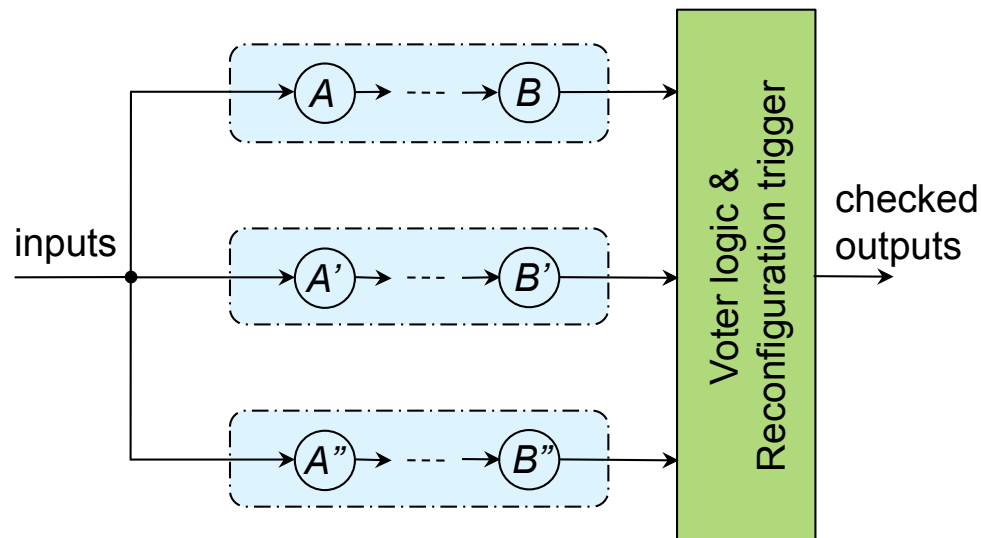 A
B
inputs
A’
B’
A”
B”
Voter logic &
Reconfiguration trigger
checked
outputs